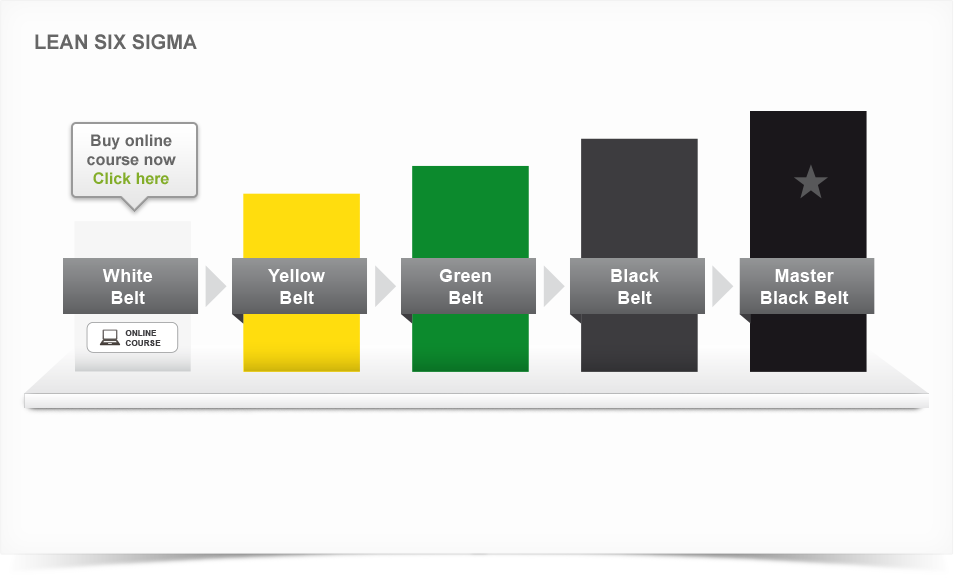 LEAN SIX SIGMA
Buy online
course now
Click here
White
Belt
Yellow
Belt
Green
Belt
Black
Belt
Master
Black Belt
ONLINE
COURSE